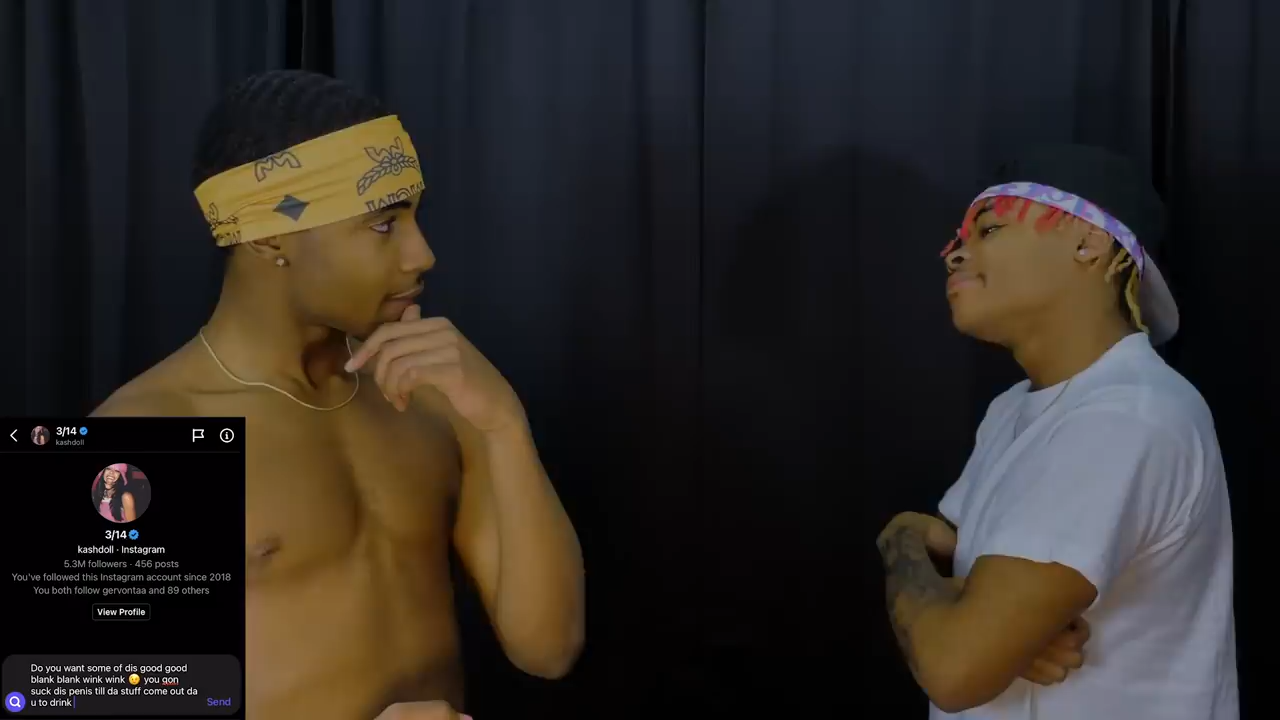 3/14
kashdoll
3/14
kashdoll · Instagram
5.3M followers · 456 posts
You've followed this Instagram account since 2018
You both follow gervontaa and 89 others
View Profile
Do you want some of dis good good
blank blank wink wink 😉 you gon
suck dis penis till da stuff come out da
u to drink
Send